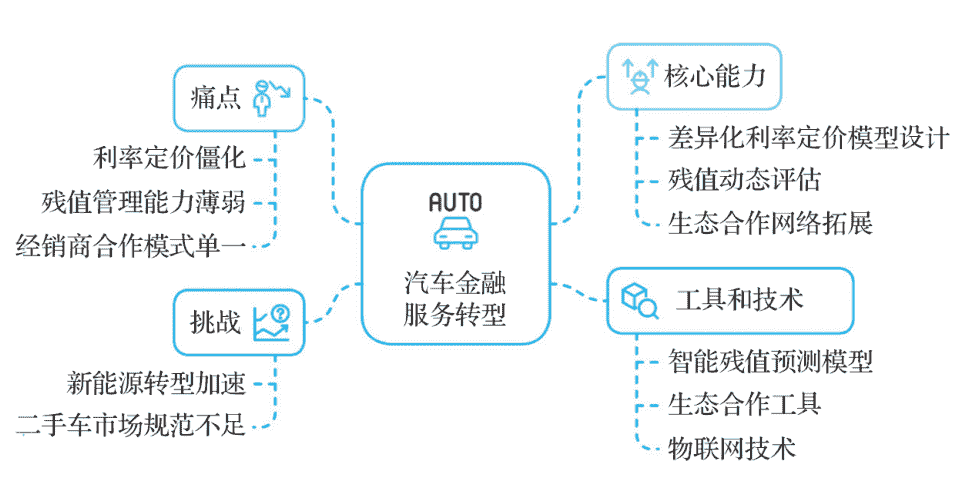 痛点
利率定价僵化
残值管理能力薄弱
经销商合作模式单一
挑战
新能源转型加速
二手车市场规范不足
AUTO
汽车金融
服务转型
核心能力
差异化利率定价模型设计
残值动态评估
生态合作网络拓展
工具和技术
智能残值预测模型
生态合作工具
物联网技术